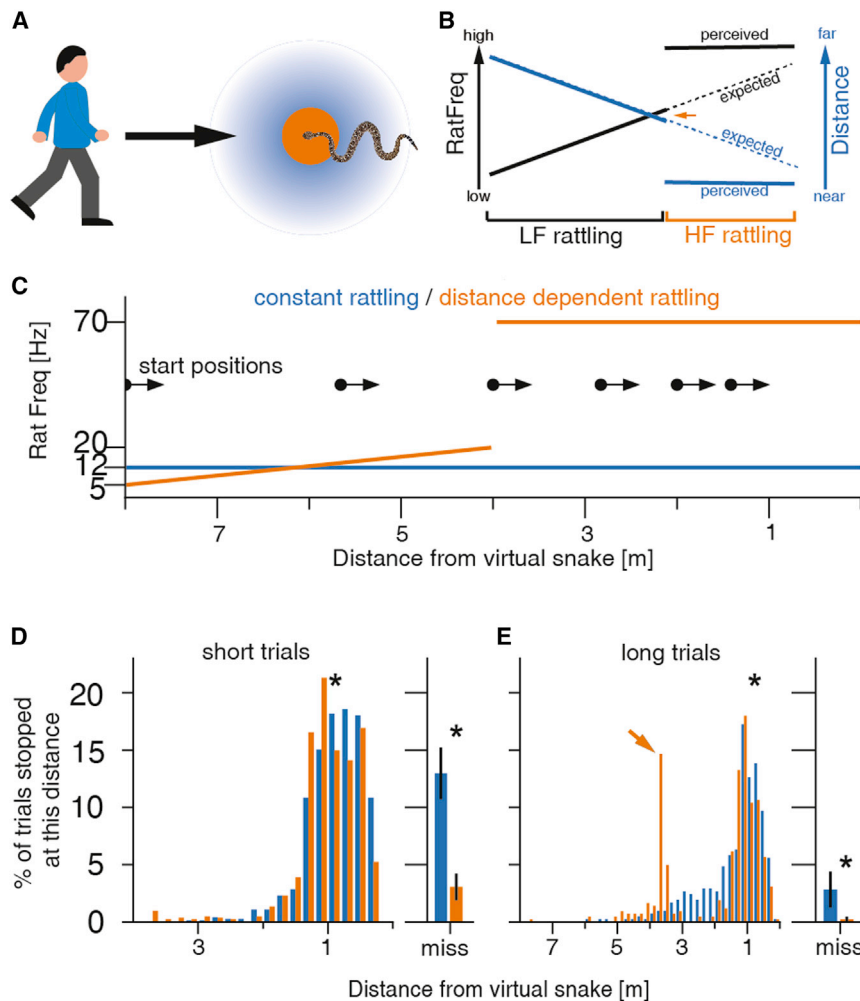 A
B
high
RatFreq
low
perceived
expected
expected
perceived
far
Distance
near
LF rattling
HF rattling
C
constant rattling / distance dependent rattling
Rat Freq [Hz]
70
20
12
5
start positions
7
5
3
1
Distance from virtual snake [m]
D
short trials
*
*
% of trials stopped
at this distance
20
15
10
5
0
3
1
miss
E
long trials
*
*
7
5
3
1
miss
Distance from virtual snake [m]